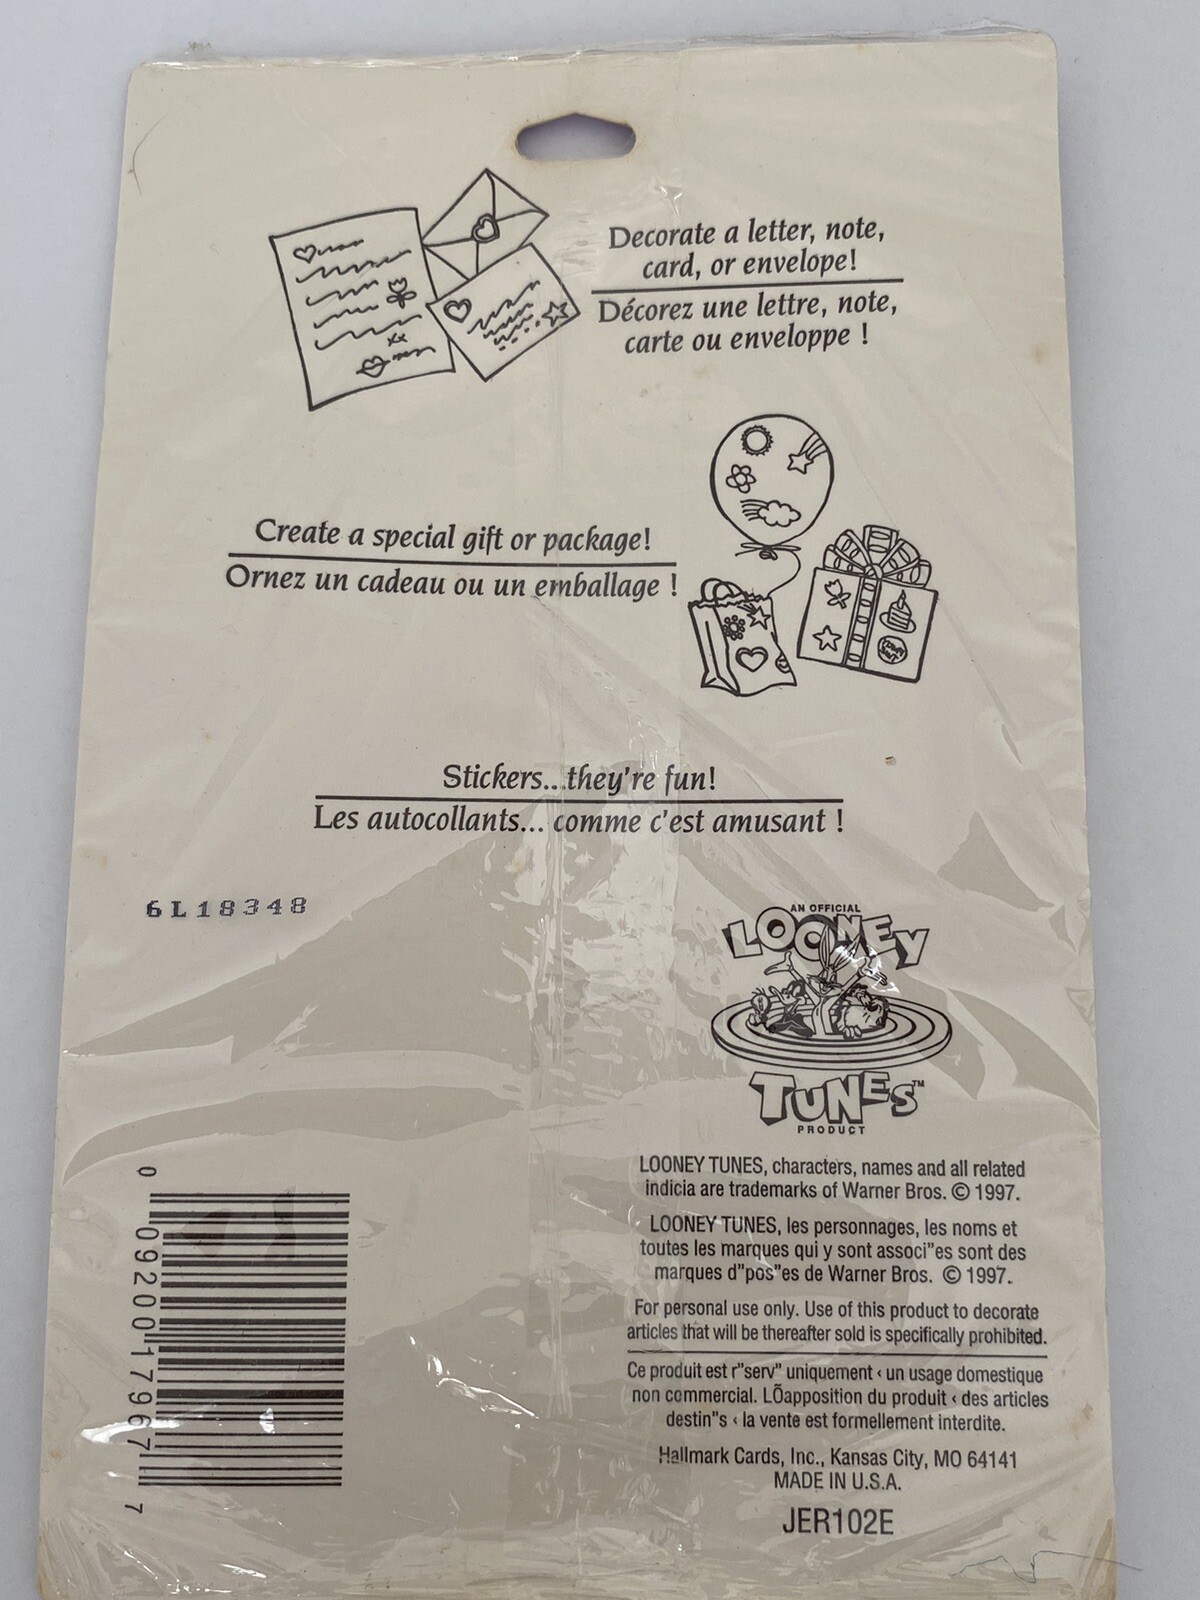 Decorate a letter, note,
card, or envelope!
Décorez une lettre, note,
carte ou enveloppe !
Create a special gift or package!
Ornez un cadeau ou un emballage !
Stickers...they're fun!
Les autocollants... comme c'est amusant !
6L18348
AN OFFICIAL
LOONEY
TUNES™
PRODUCT
LOONEY TUNES, characters, names and all related
indicia are trademarks of Warner Bros. © 1997.
LOONEY TUNES, les personnages, les noms et
toutes les marques qui y sont associ"es sont des
marques d"pos"es de Warner Bros. © 1997.
For personal use only. Use of this product to decorate
articles that will be thereafter sold is specifically prohibited.
Ce produit est r"serv" uniquement ‹ un usage domestique
non commercial. LÕapposition du produit ‹ des articles
destin"s ‹ la vente est formellement interdite.
Hallmark Cards, Inc., Kansas City, MO 64141
MADE IN U.S.A.
JER102E
0 09200 17967 7